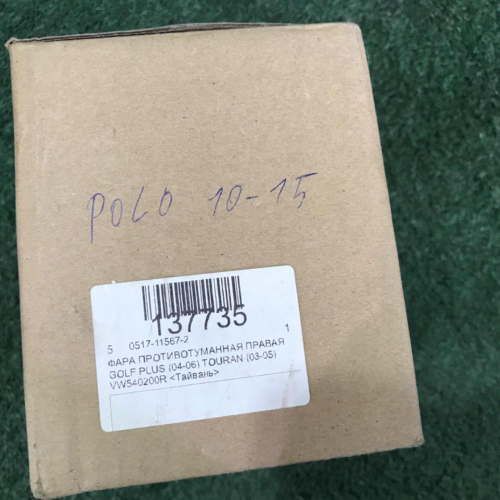 POLO 10-15
137735
5 0517-11567-2 1
ФАРА ПРОТИВОТУМАННАЯ ПРАВАЯ
GOLF PLUS (04-06) TOURAN (03-05)
VW540200R <Тайвань>